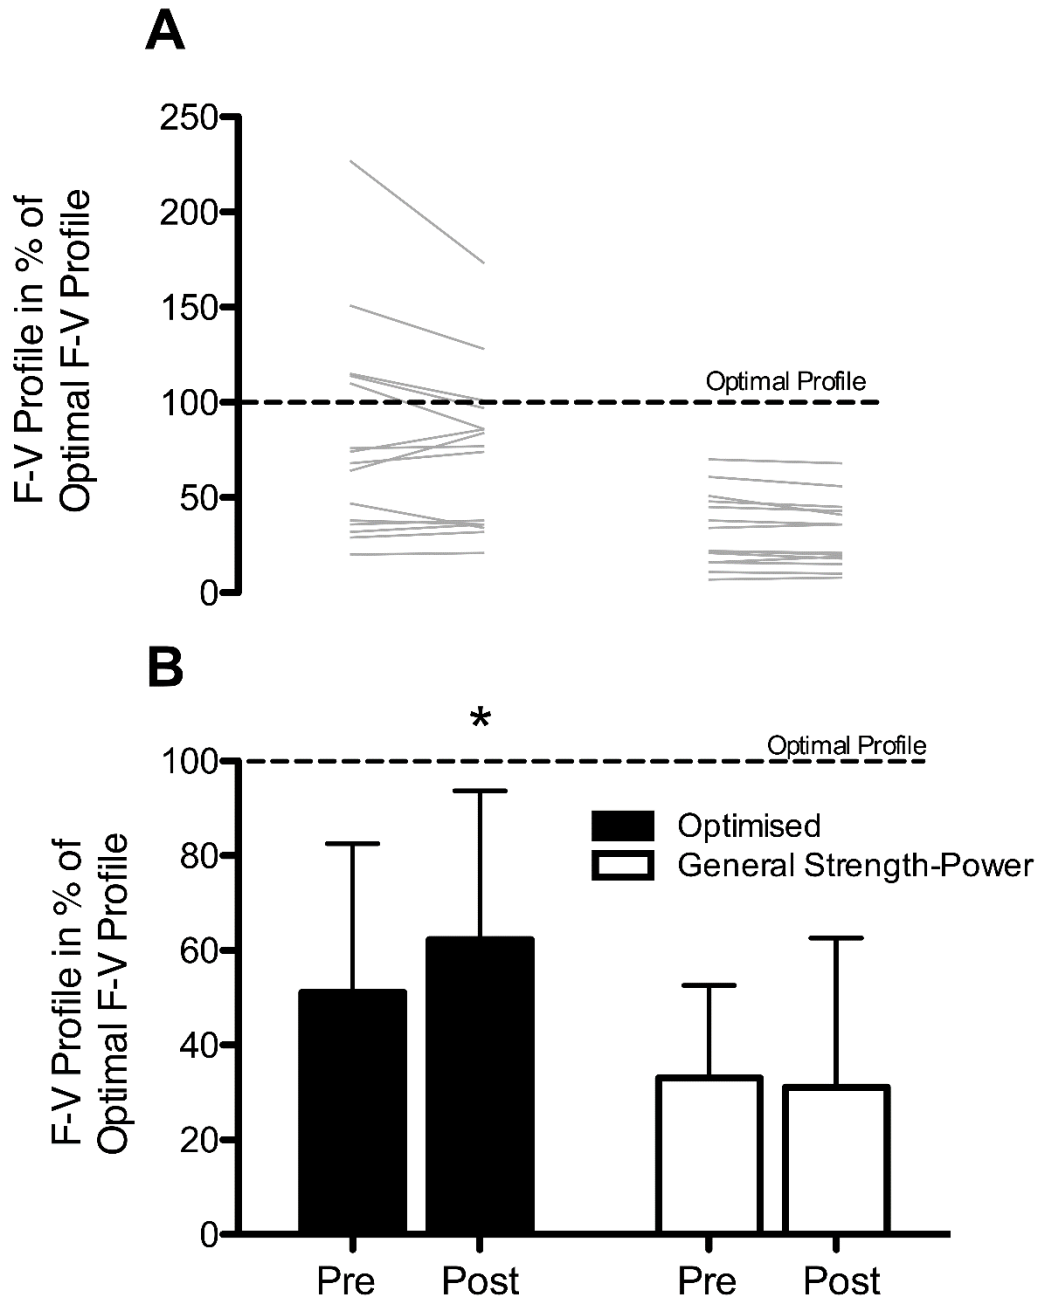 A
F-V Profile in % of
Optimal F-V Profile
250
200
150
100
50
0
Optimal Profile
B
*
F-V Profile in % of
Optimal F-V Profile
100
80
60
40
20
0
Optimal Profile
Optimised
General Strength-Power
Pre Post Pre Post